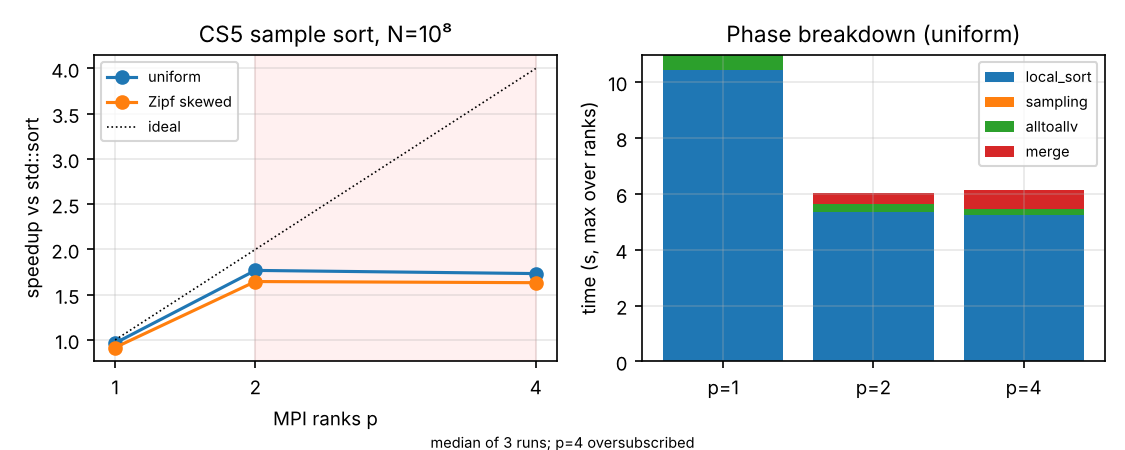 CS5 sample sort, N=10⁸
speedup vs std::sort
4.0
3.5
3.0
2.5
2.0
1.5
1.0
uniform
Zipf skewed
ideal
1
2
4
MPI ranks p
Phase breakdown (uniform)
time (s, max over ranks)
10
8
6
4
2
0
local_sort
sampling
alltoallv
merge
p=1
p=2
p=4
median of 3 runs; p=4 oversubscribed